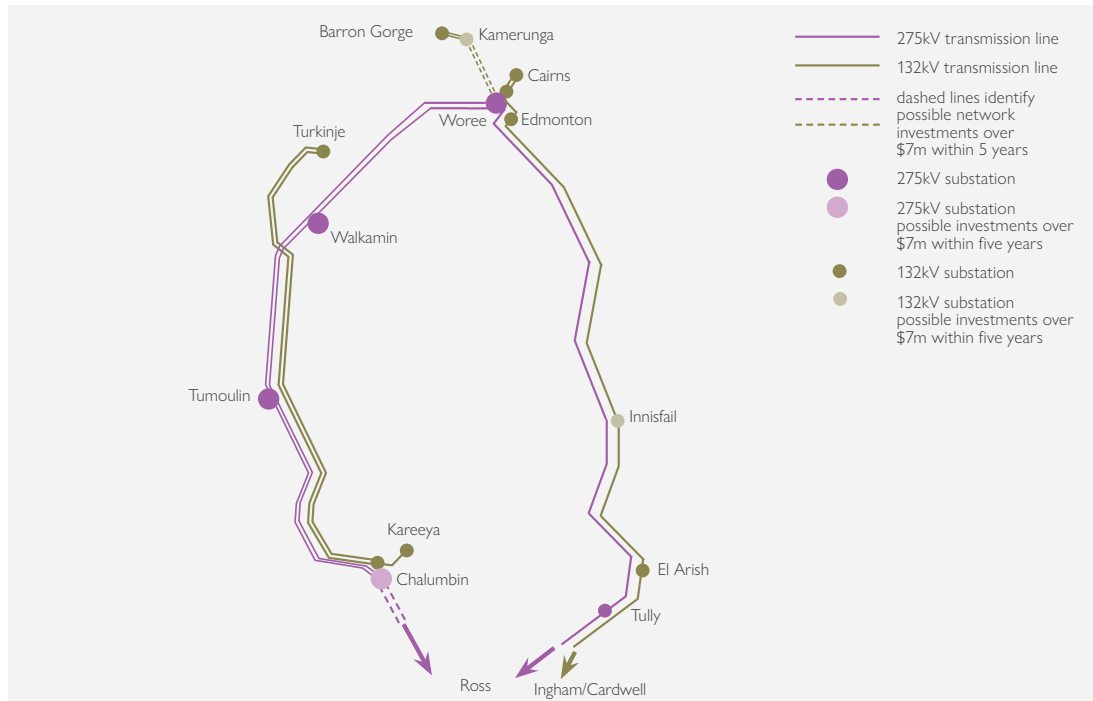 Barron Gorge
Kamerunga
Cairns
Woree
Edmonton
Turkinje
Walkamin
Tumoulin
Innisfail
Kareeya
Chalumbin
El Arish
Tully
Ross
Ingham/Cardwell
275kV transmission line
132kV transmission line
dashed lines identify
possible network
investments over
$7m within 5 years
275kV substation
275kV substation
possible investments over
$7m within five years
132kV substation
132kV substation
possible investments over
$7m within five years